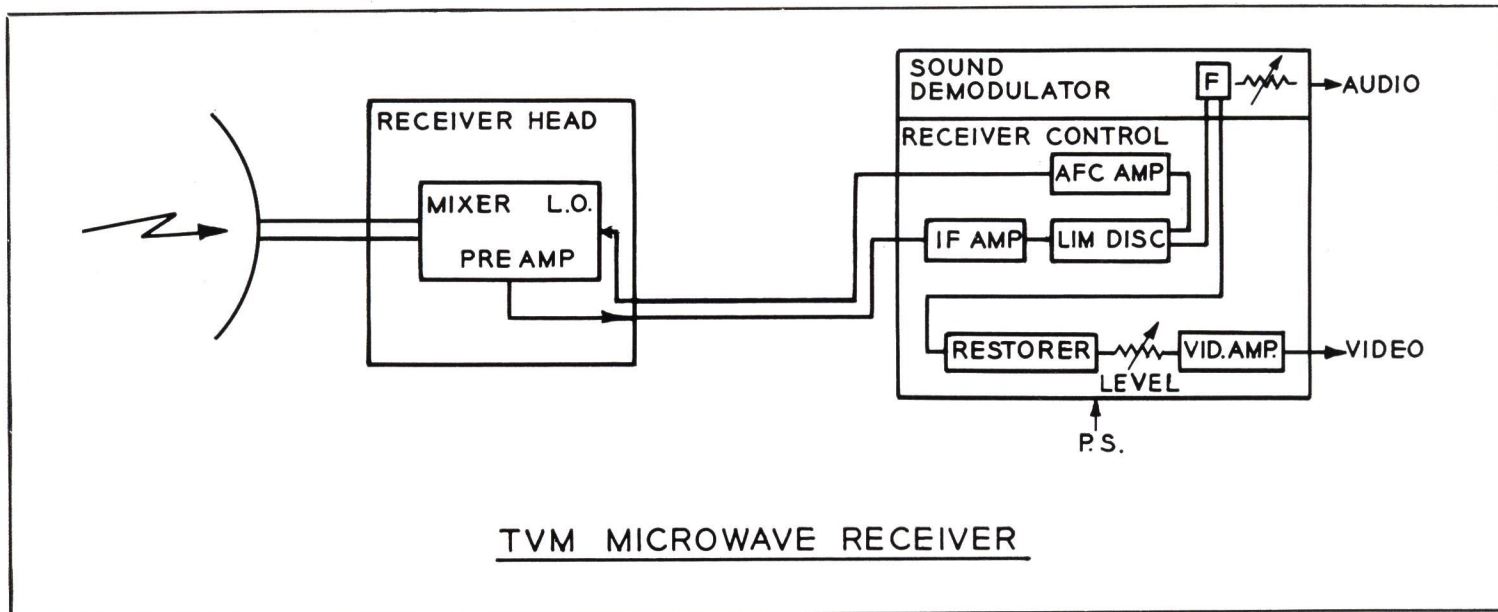 RECEIVER HEAD
MIXER L.O.
PRE AMP
SOUND
DEMODULATOR
F
AUDIO
RECEIVER CONTROL
AFC AMP
IF AMP
LIM DISC
RESTORER
LEVEL
VID. AMP.
VIDEO
P.S.
TVM MICROWAVE RECEIVER